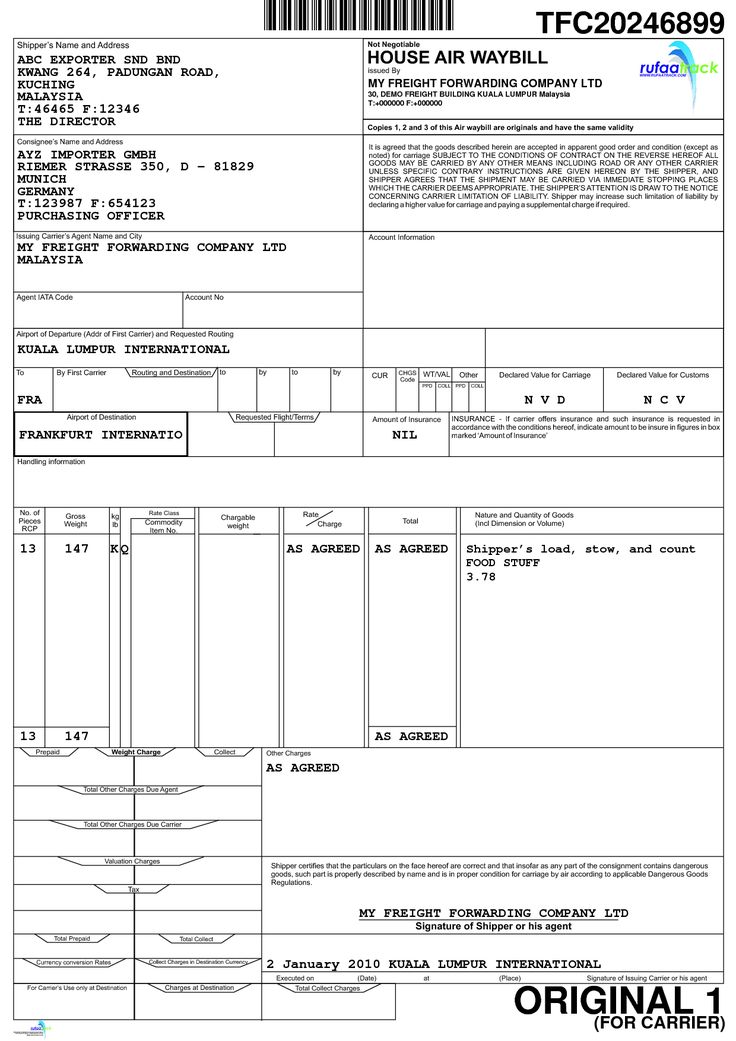 TFC20246899
Shipper's Name and Address
ABC EXPORTER SND BND
KWANG 264, PADUNGAN ROAD,
KUCHING
MALAYSIA
T:46465 F:12346
THE DIRECTOR
Not Negotiable
HOUSE AIR WAYBILL
issued By
MY FREIGHT FORWARDING COMPANY LTD
30, DEMO FREIGHT BUILDING KUALA LUMPUR Malaysia
T:+000000 F:+000000
rufaatrack
WWW.RUFAATRACK.COM
Copies 1, 2 and 3 of this Air waybill are originals and have the same validity
Consignee's Name and Address
AYZ IMPORTER GMBH
RIEMER STRASSE 350, D – 81829
MUNICH
GERMANY
T:123987 F:654123
PURCHASING OFFICER
It is agreed that the goods described herein are accepted in apparent good order and condition (except as
noted) for carriage SUBJECT TO THE CONDITIONS OF CONTRACT ON THE REVERSE HEREOF ALL
GOODS MAY BE CARRIED BY ANY OTHER MEANS INCLUDING ROAD OR ANY OTHER CARRIER
UNLESS SPECIFIC CONTRARY INSTRUCTIONS ARE GIVEN HEREON BY THE SHIPPER, AND
SHIPPER AGREES THAT THE SHIPMENT MAY BE CARRIED VIA IMMEDIATE STOPPING PLACES
WHICH THE CARRIER DEEMS APPROPRIATE. THE SHIPPER'S ATTENTION IS DRAW TO THE NOTICE
CONCERNING CARRIER LIMITATION OF LIABILITY. Shipper may increase such limitation of liability by
declaring a higher value for carriage and paying a supplemental charge if required.
Issuing Carrier's Agent Name and City
MY FREIGHT FORWARDING COMPANY LTD
MALAYSIA
Account Information
Agent IATA Code
Account No
Airport of Departure (Addr of First Carrier) and Requested Routing
KUALA LUMPUR INTERNATIONAL
To
By First Carrier
Routing and Destination
to
by
to
by
CUR
CHGS
Code
WT/VAL
Other
PPD COLL PPD COLL
Declared Value for Carriage
Declared Value for Customs
FRA
N V D
N C V
Airport of Destination
Requested Flight/Terms
Amount of Insurance
FRANKFURT INTERNATIO
NIL
INSURANCE - If carrier offers insurance and such insurance is requested in
accordance with the conditions hereof, indicate amount to be insure in figures in box
marked 'Amount of Insurance'
Handling information
No. of
Pieces
RCP
Gross
Weight
kg
lb
Rate Class
Commodity
Item No.
Chargable
weight
Rate
Charge
Total
Nature and Quantity of Goods
(Incl Dimension or Volume)
13 147 K Q AS AGREED AS AGREED Shipper's load, stow, and count
FOOD STUFF
3.78
13 147 AS AGREED
Prepaid
Weight Charge
Collect
Other Charges
AS AGREED
Total Other Charges Due Agent
Total Other Charges Due Carrier
Valuation Charges
Tax
Shipper certifies that the particulars on the face hereof are correct and that insofar as any part of the consignment contains dangerous
goods, such part is properly described by name and is in proper condition for carriage by air according to applicable Dangerous Goods
Regulations.
MY FREIGHT FORWARDING COMPANY LTD
Signature of Shipper or his agent
Total Prepaid
Total Collect
Currency conversion Rates
Collect Charges in Destination Currency
2 January 2010 KUALA LUMPUR INTERNATIONAL
Executed on (Date) at (Place) Signature of Issuing Carrier or his agent
For Carrier's Use only at Destination
Charges at Destination
Total Collect Charges
ORIGINAL 1
(FOR CARRIER)
rufaatrack